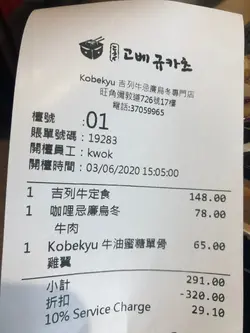 고베 규카츠
Kobekyu 吉列牛忌廉烏冬專門店
旺角彌敦道726號17樓
電話:37059965
檯號 :01
賬單號碼 : 19283
開檯員工 : kwok
開檯時間 : 03/06/2020 15:05:00
1 吉列牛定食 148.00
1 咖哩忌廉烏冬 78.00
牛肉
1 Kobekyu 牛油蜜糖單骨 65.00
雞翼
小計 291.00
折扣 -320.00
10% Service Charge 29.10